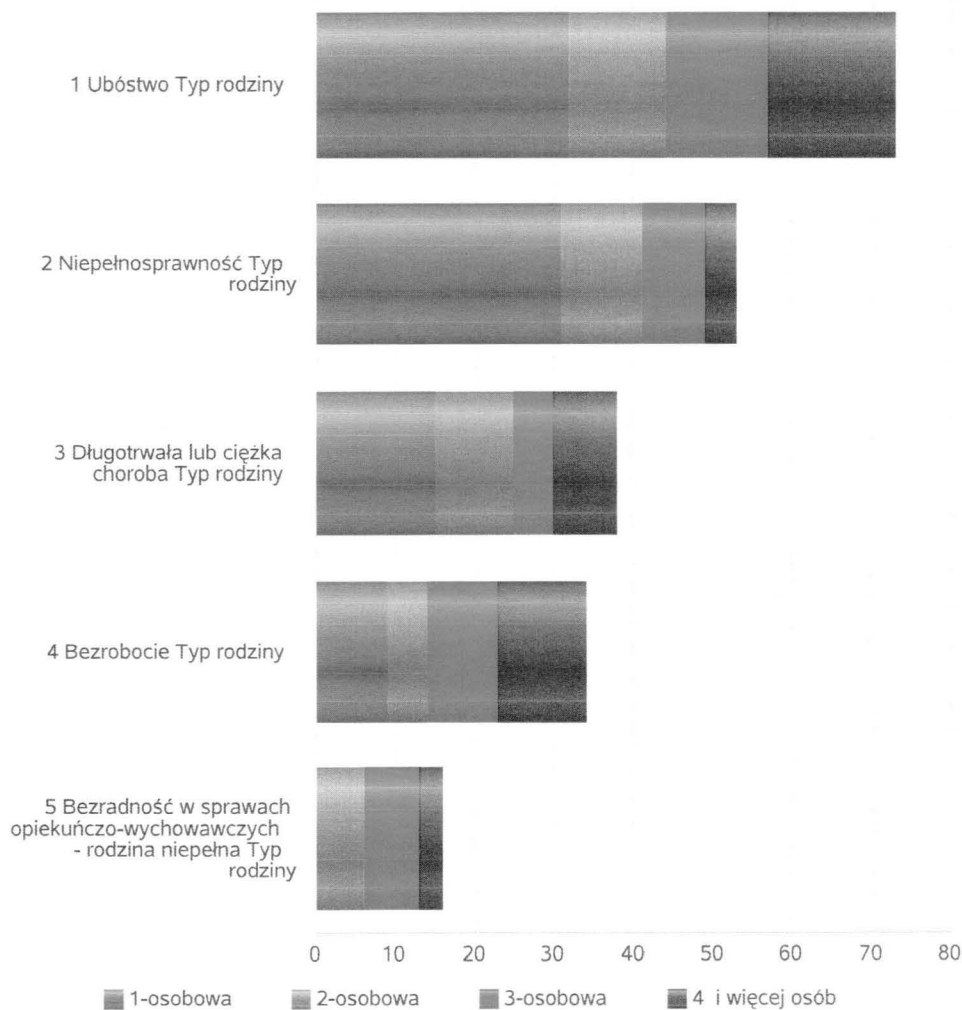 1 Ubóstwo Typ rodziny
2 Niepełnosprawność Typ
rodziny
3 Długotrwała lub ciężka
choroba Typ rodziny
4 Bezrobocie Typ rodziny
5 Bezradność w sprawach
opiekuńczo-wychowawczych
- rodzina niepełna Typ
rodziny
0 10 20 30 40 50 60 70 80
1-osobowa 2-osobowa 3-osobowa 4 i więcej osób